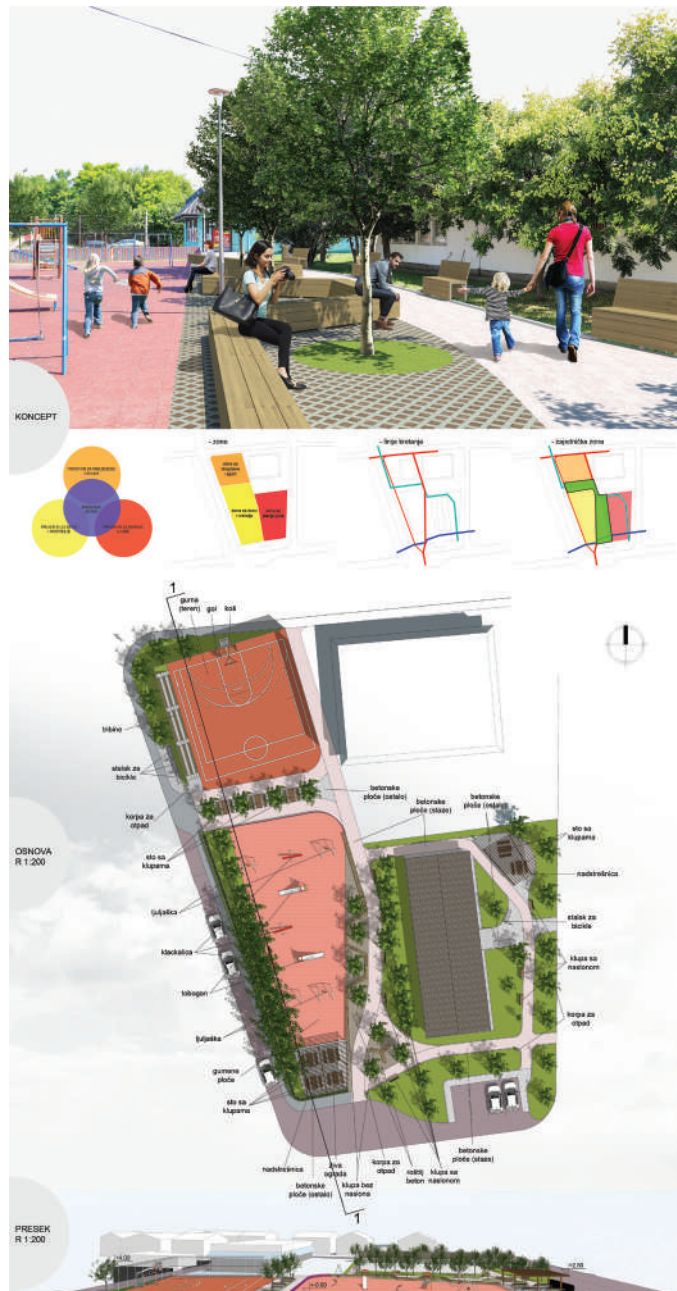 KONCEPT
– zone
– linije kretanja
– zajednička zona
1
guma
(teren)
gol
koš
tribine
stalak za
bicikle
korpa za
otpad
sto sa
klupama
ljuljaška
klackalica
tobogan
ljuljaška
gumene
ploče
sto sa
klupama
nadstrešnica
betonske
ploče (ostalo)
živa
ograda
klupa bez
naslona
korpa za
otpad
roštilj
beton
klupa sa
naslonom
betonske
ploče (staze)
betonske
ploče (ostalo)
betonske
ploče (staze)
betonske
ploče (ostalo)
sto sa
klupama
nadstrešnica
stalak za
bicikle
klupa sa
naslonom
korpa za
otpad
OSNOVA
R 1:200
1
PRESEK
R 1:200